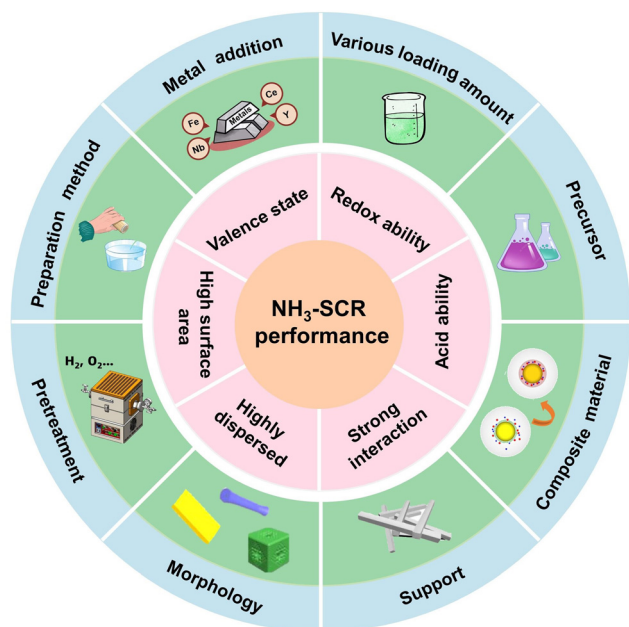 Metal addition
Various loading amount
Precursor
Composite material
Support
Morphology
Pretreatment
Preparation method
Metals
Fe
Nb
Ce
Y
H₂, O₂...
Valence state
Redox ability
Acid ability
Strong
interaction
Highly
dispersed
High surface
area
NH₃-SCR
performance